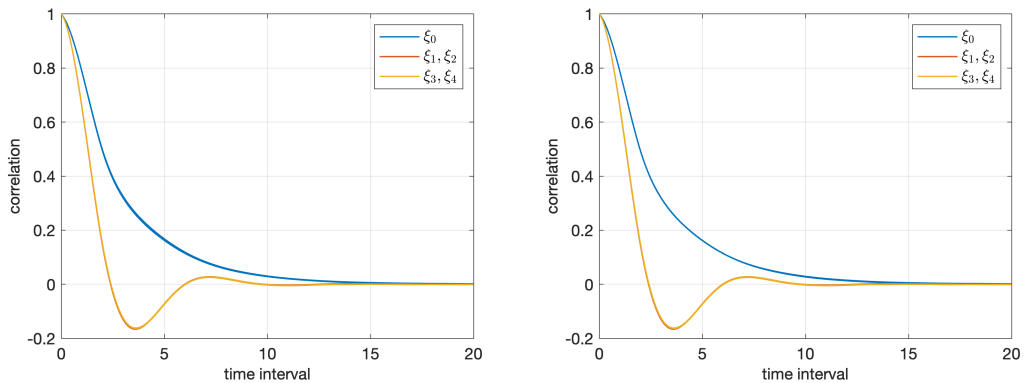 1
0.8
0.6
0.4
0.2
0
-0.2
correlation
0
5
10
15
20
time interval
ξ₀
ξ₁, ξ₂
ξ₃, ξ₄
1
0.8
0.6
0.4
0.2
0
-0.2
correlation
0
5
10
15
20
time interval
ξ₀
ξ₁, ξ₂
ξ₃, ξ₄